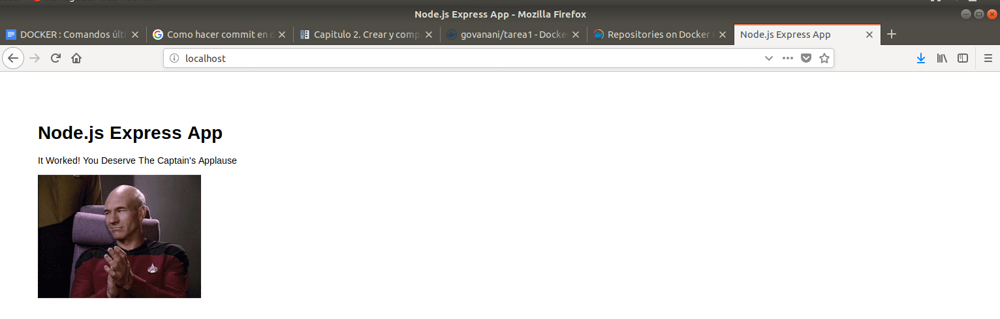 Node.js Express App - Mozilla Firefox
DOCKER : Comandos últi
Como hacer commit en d
Capitulo 2. Crear y comp
govanani/tarea1 - Docke
Repositories on Docker
Node.js Express App
localhost
Node.js Express App
It Worked! You Deserve The Captain's Applause